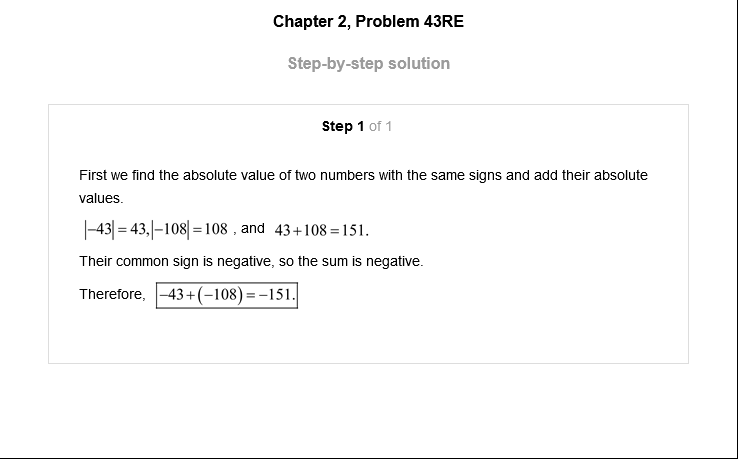 Chapter 2, Problem 43RE
Step-by-step solution
Step 1 of 1
First we find the absolute value of two numbers with the same signs and add their absolute
values.
|−43| = 43,|−108| = 108 , and 43+108=151.
Their common sign is negative, so the sum is negative.
Therefore, −43+(−108)=−151.